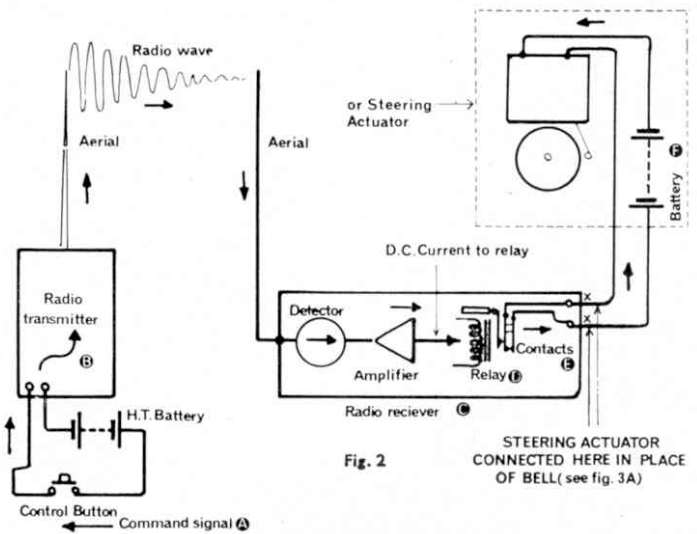 Radio wave
Aerial
or Steering
Actuator
Aerial
Battery
F
D.C.Current to relay
Radio
transmitter
B
Detector
Amplifier
Relay D
x
x
Contacts
E
Radio reciever C
H.T. Battery
Control Button
Command signal A
Fig. 2
STEERING ACTUATOR
CONNECTED HERE IN PLACE
OF BELL( see fig. 3A)